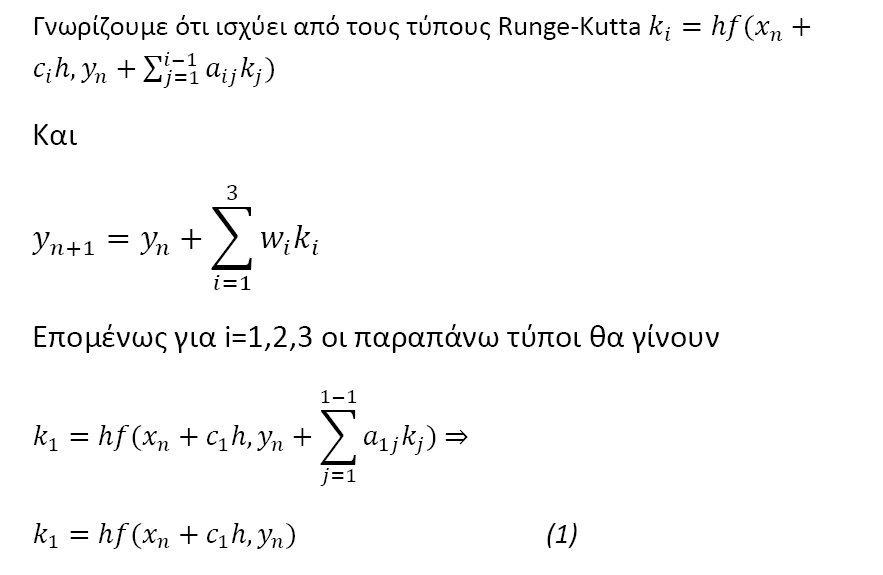 Γνωρίζουμε ότι ισχύει από τους τύπους Runge-Kutta $k_i = hf(x_n +$
$c_i h, y_n + \sum_{j=1}^{i-1} a_{ij} k_j)$
Και
$y_{n+1} = y_n + \sum_{i=1}^{3} w_i k_i$
Επομένως για i=1,2,3 οι παραπάνω τύποι θα γίνουν
$k_1 = hf(x_n + c_1 h, y_n + \sum_{j=1}^{1-1} a_{1j} k_j) \Rightarrow$
$k_1 = hf(x_n + c_1 h, y_n)$ (1)